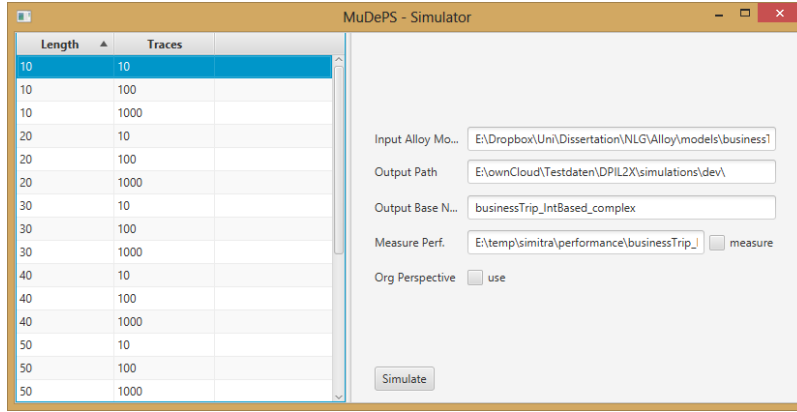 MuDePS - Simulator
Length Traces
10 10
10 100
10 1000
20 10
20 100
20 1000
30 10
30 100
30 1000
40 10
40 100
40 1000
50 10
50 100
50 1000
Input Alloy Mo... E:\Dropbox\Uni\Dissertation\NLG\Alloy\models\business
Output Path E:\ownCloud\Testdaten\DPIL2X\simulations\dev\
Output Base N... businessTrip_IntBased_complex
Measure Perf. E:\temp\simitra\performance\businessTrip_ measure
Org Perspective use
Simulate